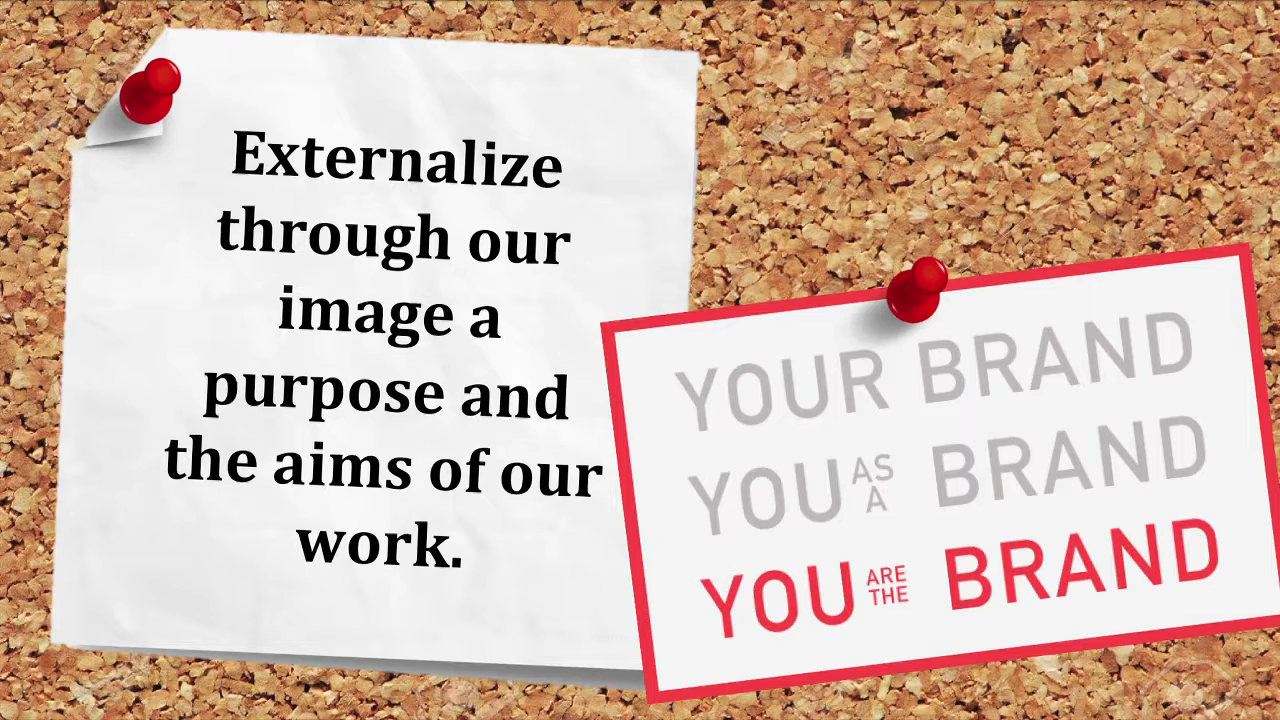 Externalize
through our
image a
purpose and
the aims of our
work.
YOUR BRAND
YOU AS A BRAND
YOU ARE THE BRAND